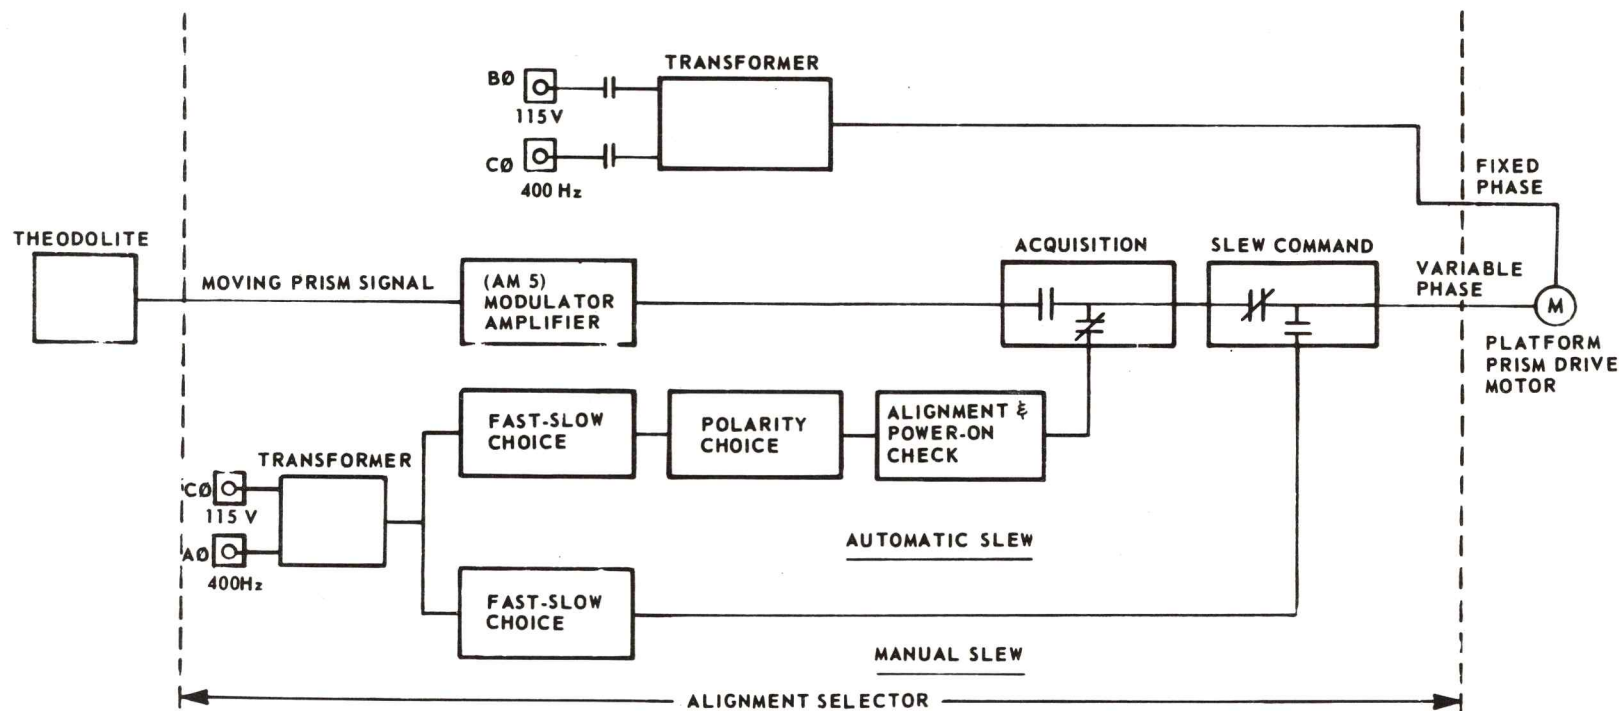 TRANSFORMER
BØ
115V
CØ
400 Hz
FIXED
PHASE
THEODOLITE
MOVING PRISM SIGNAL
(AM 5)
MODULATOR
AMPLIFIER
ACQUISITION
SLEW COMMAND
VARIABLE
PHASE
M
PLATFORM
PRISM DRIVE
MOTOR
FAST-SLOW
CHOICE
POLARITY
CHOICE
ALIGNMENT &
POWER-ON
CHECK
TRANSFORMER
CØ
115 V
AØ
400Hz
AUTOMATIC SLEW
FAST-SLOW
CHOICE
MANUAL SLEW
ALIGNMENT SELECTOR